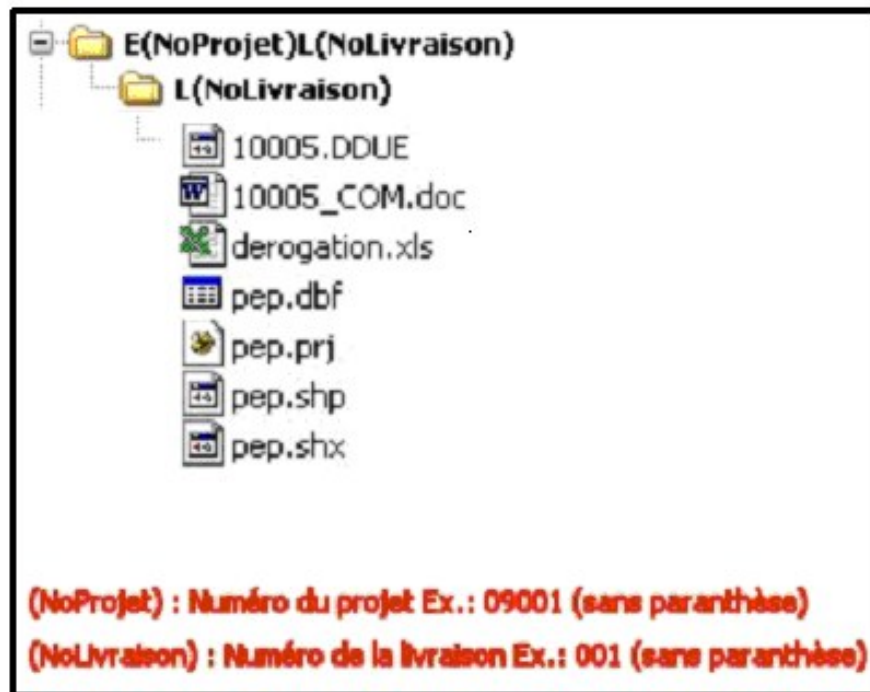 E(NoProjet)L(NoLivraison)
L(NoLivraison)
10005.DDUE
10005_COM.doc
derogation.xls
pep.dbf
pep.prj
pep.shp
pep.shx
(NoProjet) : Numéro du projet Ex.: 09001 (sans paranthèse)
(NoLivraison) : Numéro de la livraison Ex.: 001 (sans paranthèse)